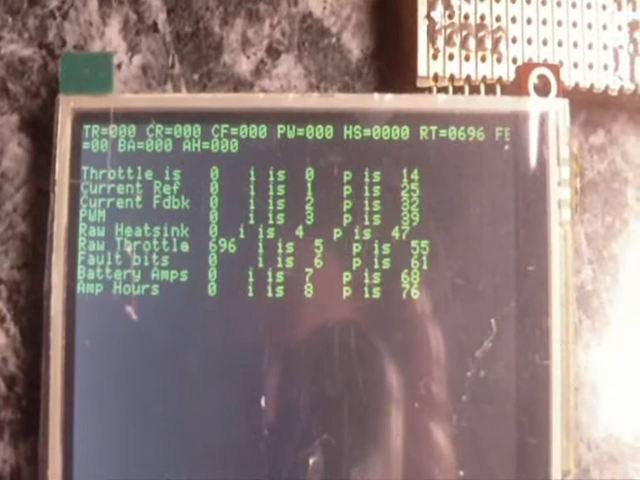 TR=000 CR=000 CF=000 PW=000 HS=0000 RT=0696 FB
=00 BA=000 AH=000
Throttle is 0 i is 0 p is 14
Current Ref 0 i is 1 p is 25
Current Fdbk 0 i is 2 p is 32
PWM 0 i is 3 p is 39
Raw Heatsink 0 i is 4 p is 47
Raw Throttle 696 i is 5 p is 55
Fault bits 0 i is 6 p is 61
Battery Amps 0 i is 7 p is 68
Amp Hours 0 i is 8 p is 76